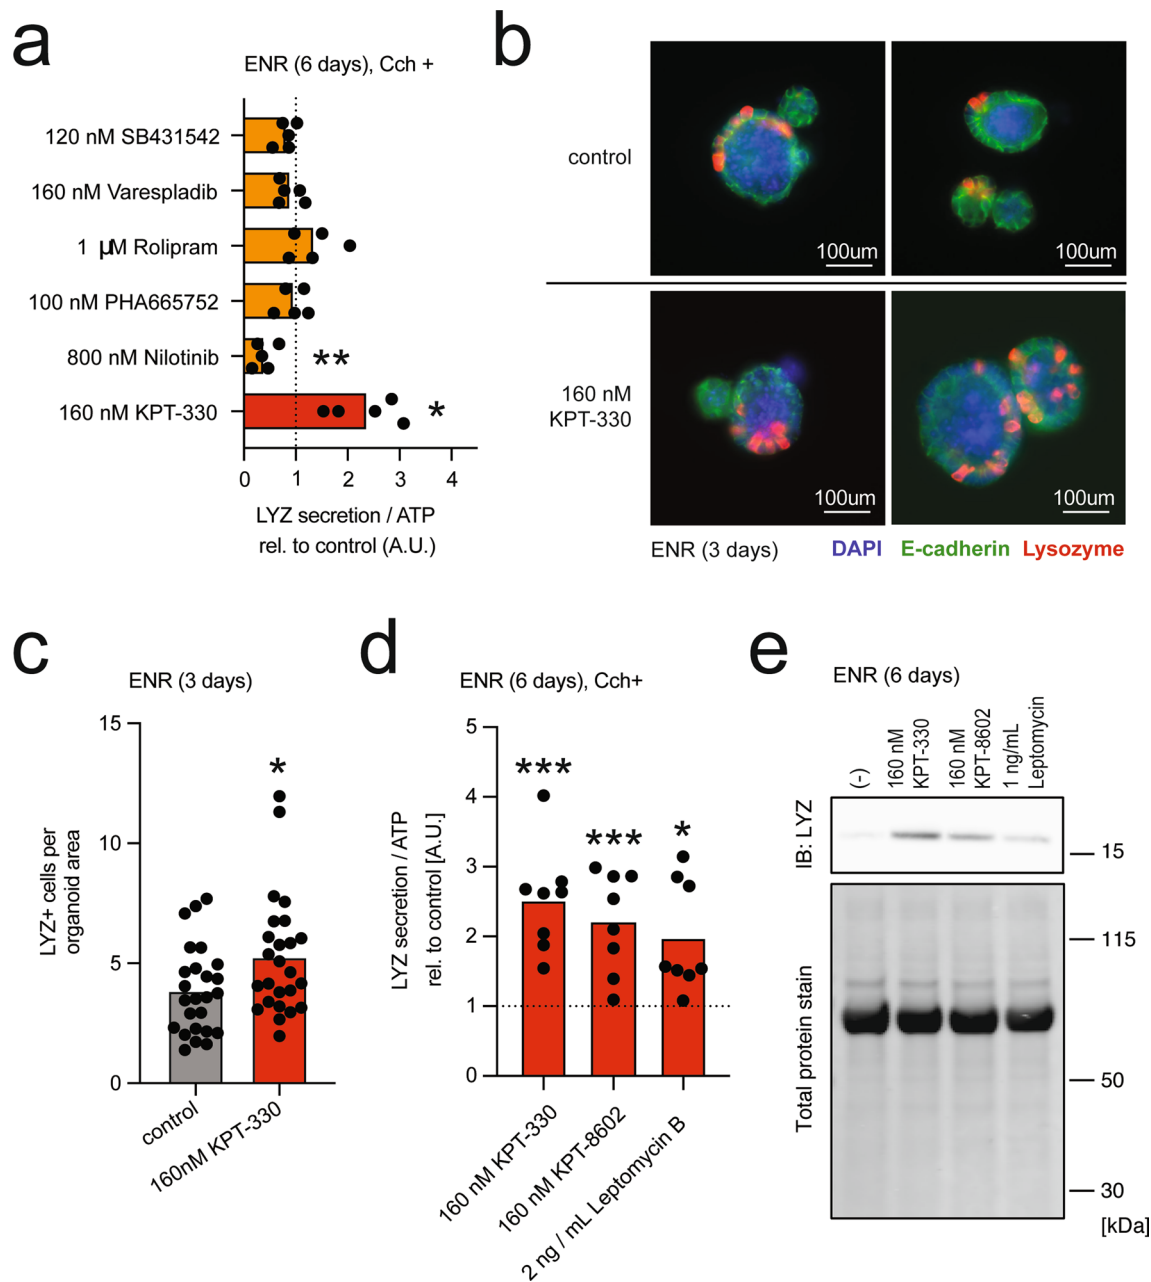 a
ENR (6 days), Cch +
120 nM SB431542
160 nM Varespladib
1 μM Rolipram
100 nM PHA665752
800 nM Nilotinib
**
160 nM KPT-330
*
0 1 2 3 4
LYZ secretion / ATP
rel. to control (A.U.)
b
control
100um
100um
160 nM
KPT-330
100um
100um
ENR (3 days) DAPI E-cadherin Lysozyme
c
ENR (3 days)
15
10
5
0
LYZ+ cells per
organoid area
*
control
160nM KPT-330
d
ENR (6 days), Cch+
5
4
3
2
1
0
LYZ secretion / ATP
rel. to control [A.U.]
***
***
*
160 nM KPT-330
160 nM KPT-8602
2 ng / mL Leptomycin B
e
ENR (6 days)
(-)
160 nM
KPT-330
160 nM
KPT-8602
1 ng/mL
Leptomycin
IB: LYZ
15
Total protein stain
115
50
30
[kDa]